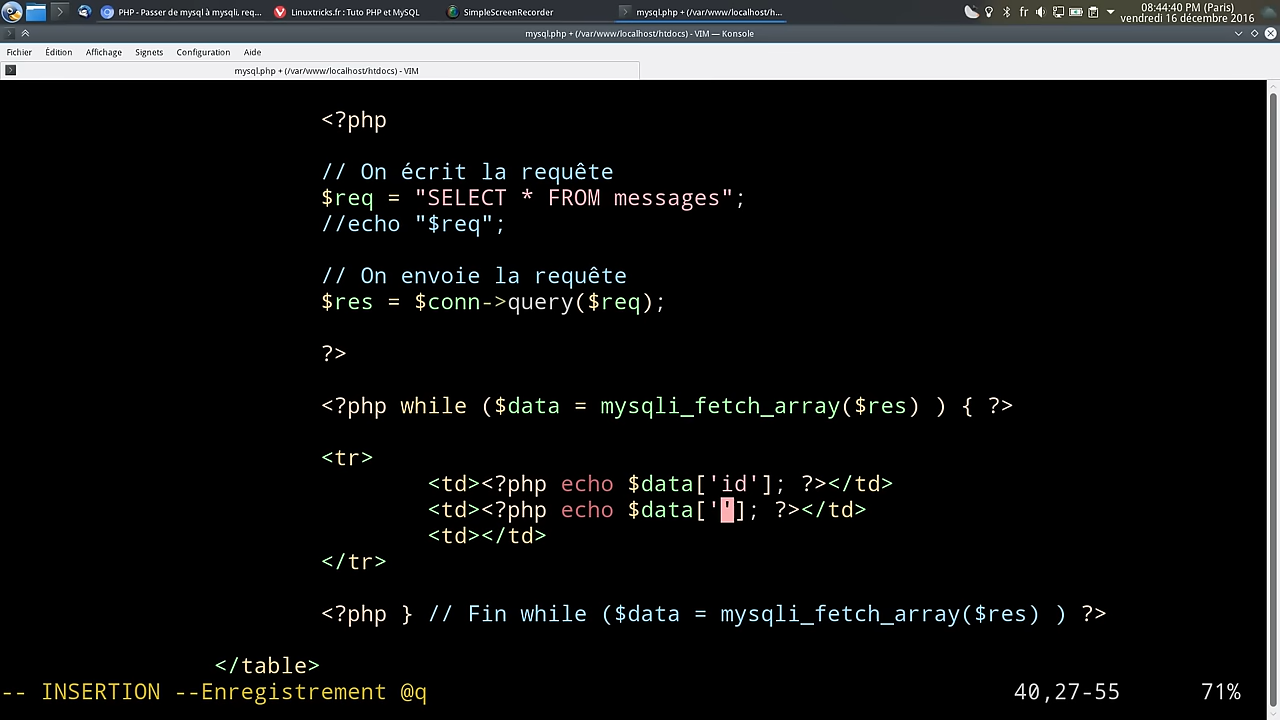 PHP - Passer de mysql à mysqli, req...
Linuxtricks.fr : Tuto PHP et MySQL
SimpleScreenRecorder
mysql.php + (/var/www/localhost/h...
fr
08:44:40 PM (Paris)
vendredi 16 décembre 2016
mysql.php + (/var/www/localhost/htdocs) - VIM — Konsole
Fichier Édition Affichage Signets Configuration Aide
mysql.php + (/var/www/localhost/htdocs) - VIM
<?php
// On écrit la requête
$req = "SELECT * FROM messages";
//echo "$req";
// On envoie la requête
$res = $conn->query($req);
?>
<?php while ($data = mysqli_fetch_array($res) ) { ?>
<tr>
<td><?php echo $data['id']; ?></td>
<td><?php echo $data['']; ?></td>
<td></td>
</tr>
<?php } // Fin while ($data = mysqli_fetch_array($res) ) ?>
</table>
-- INSERTION --Enregistrement @q 40,27-55 71%